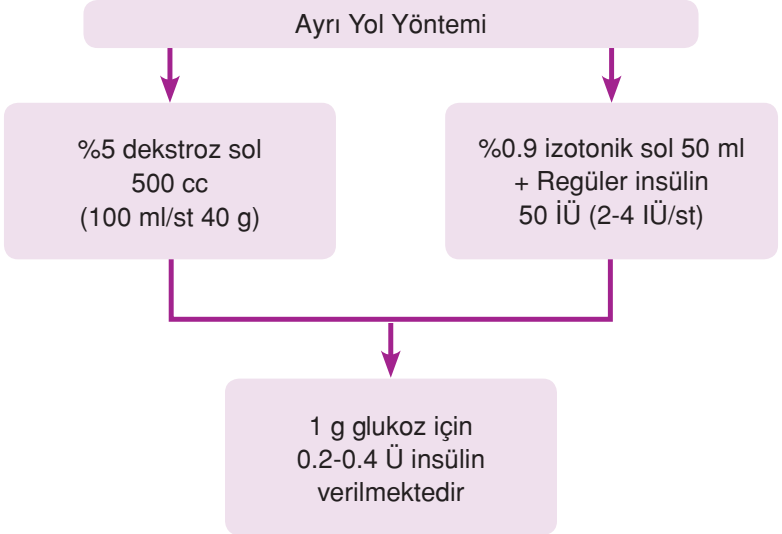 Ayrı Yol Yöntemi
%5 dekstroz sol
500 cc
(100 ml/st 40 g)
%0.9 izotonik sol 50 ml
+ Regüler insülin
50 İÜ (2-4 IÜ/st)
1 g glukoz için
0.2-0.4 Ü insülin
verilmektedir